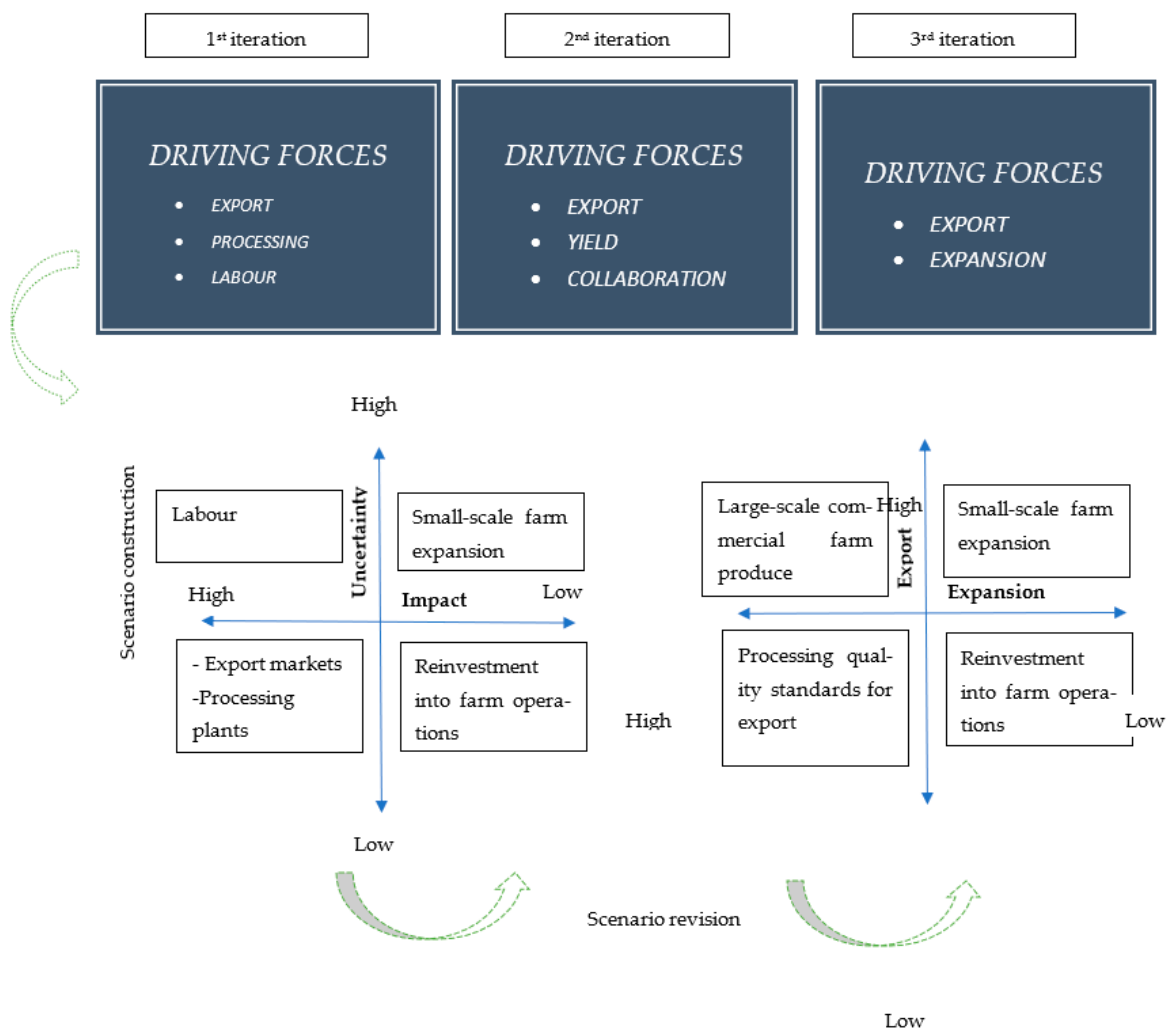 1st iteration
2nd iteration
3rd iteration
DRIVING FORCES
• EXPORT
• PROCESSING
• LABOUR
DRIVING FORCES
• EXPORT
• YIELD
• COLLABORATION
DRIVING FORCES
• EXPORT
• EXPANSION
Scenario construction
High
Uncertainty
Labour
Small-scale farm
expansion
High
Impact
Low
- Export markets
-Processing
plants
Reinvestment
into farm opera-
tions
Low
Large-scale com-
mercial farm
produce
High
Export
Small-scale farm
expansion
Expansion
High
Processing qual-
ity standards for
export
Reinvestment
into farm opera-
tions
Low
Scenario revision
Low